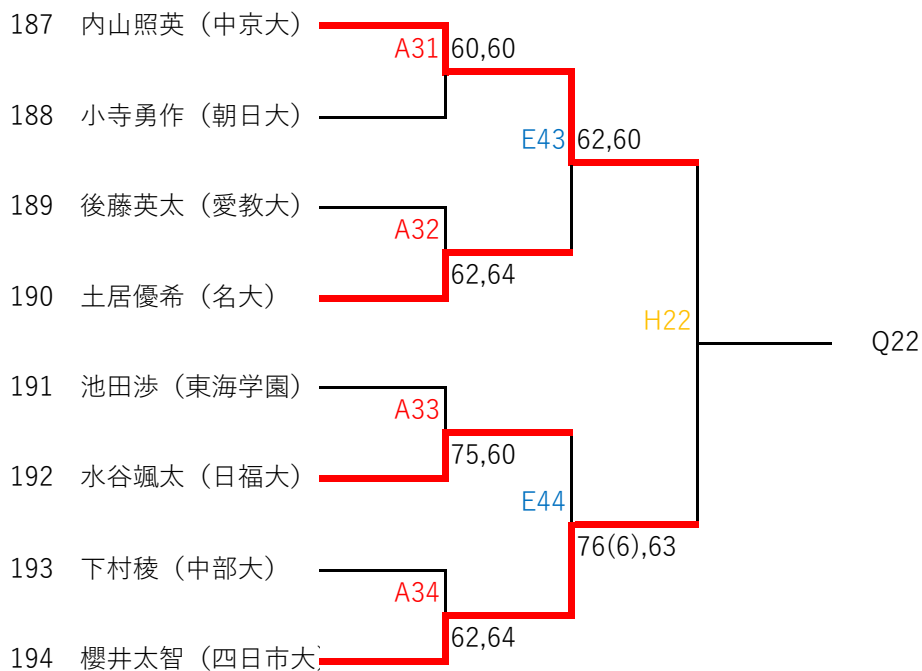 187 内山照英（中京大）
A31 60,60
188 小寺勇作（朝日大）
E43 62,60
189 後藤英太（愛教大）
A32
62,64
190 土居優希（名大）
H22
Q22
191 池田渉（東海学園）
A33
75,60
192 水谷颯太（日福大）
E44
76(6),63
193 下村稜（中部大）
A34
62,64
194 櫻井太智（四日市大）